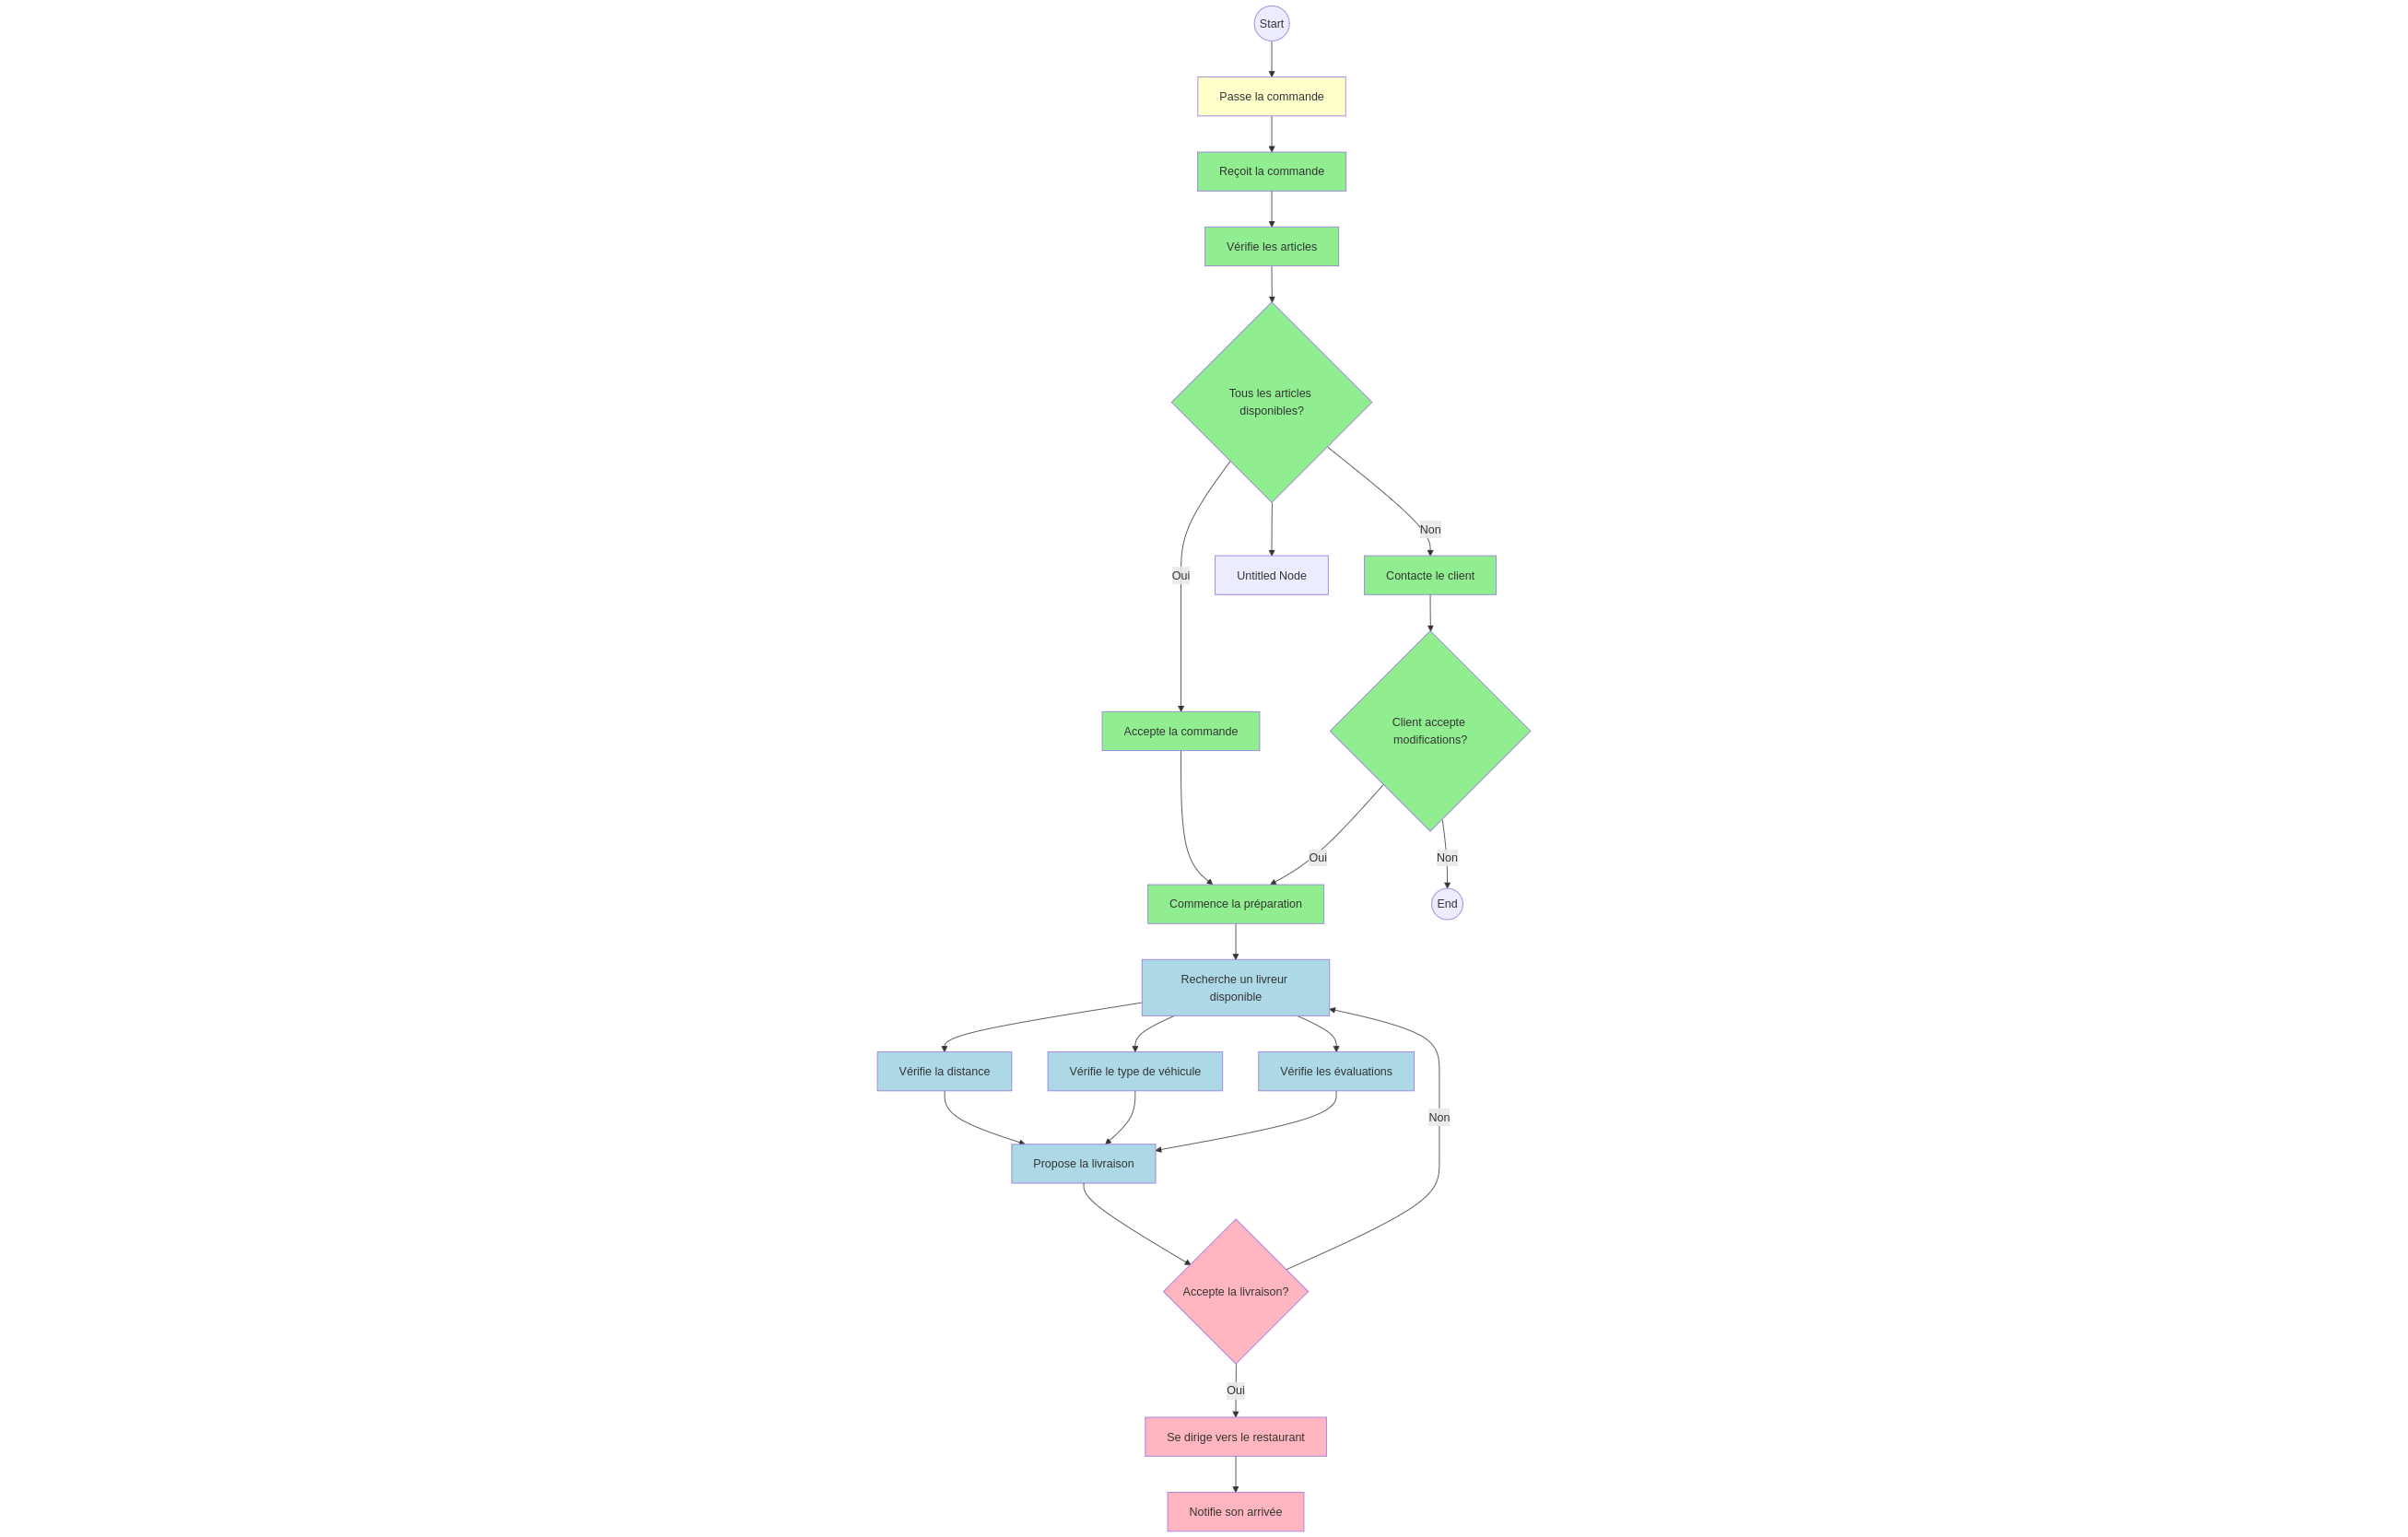 Start
Passe la commande
Reçoit la commande
Vérifie les articles
Tous les articles
disponibles?
Non
Oui
Untitled Node
Contacte le client
Client accepte
modifications?
Accepte la commande
Oui
Non
Commence la préparation
End
Recherche un livreur
disponible
Vérifie la distance
Vérifie le type de véhicule
Vérifie les évaluations
Non
Propose la livraison
Accepte la livraison?
Oui
Se dirige vers le restaurant
Notifie son arrivée